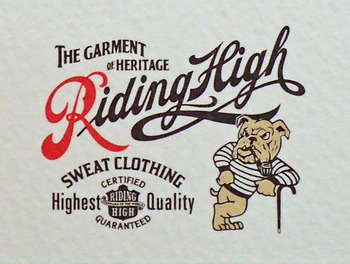 THE GARMENT
OF HERITAGE
Riding High
SWEAT CLOTHING
CERTIFIED
Highest RIDING HIGH Quality
GUARANTEED